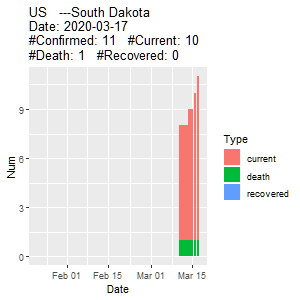 US   ---South Dakota
Date: 2020-03-17
#Confirmed: 11   #Current: 10
#Death: 1   #Recovered: 0
9
6
3
0
Num
Feb 01
Feb 15
Mar 01
Mar 15
Date
Type
current
death
recovered